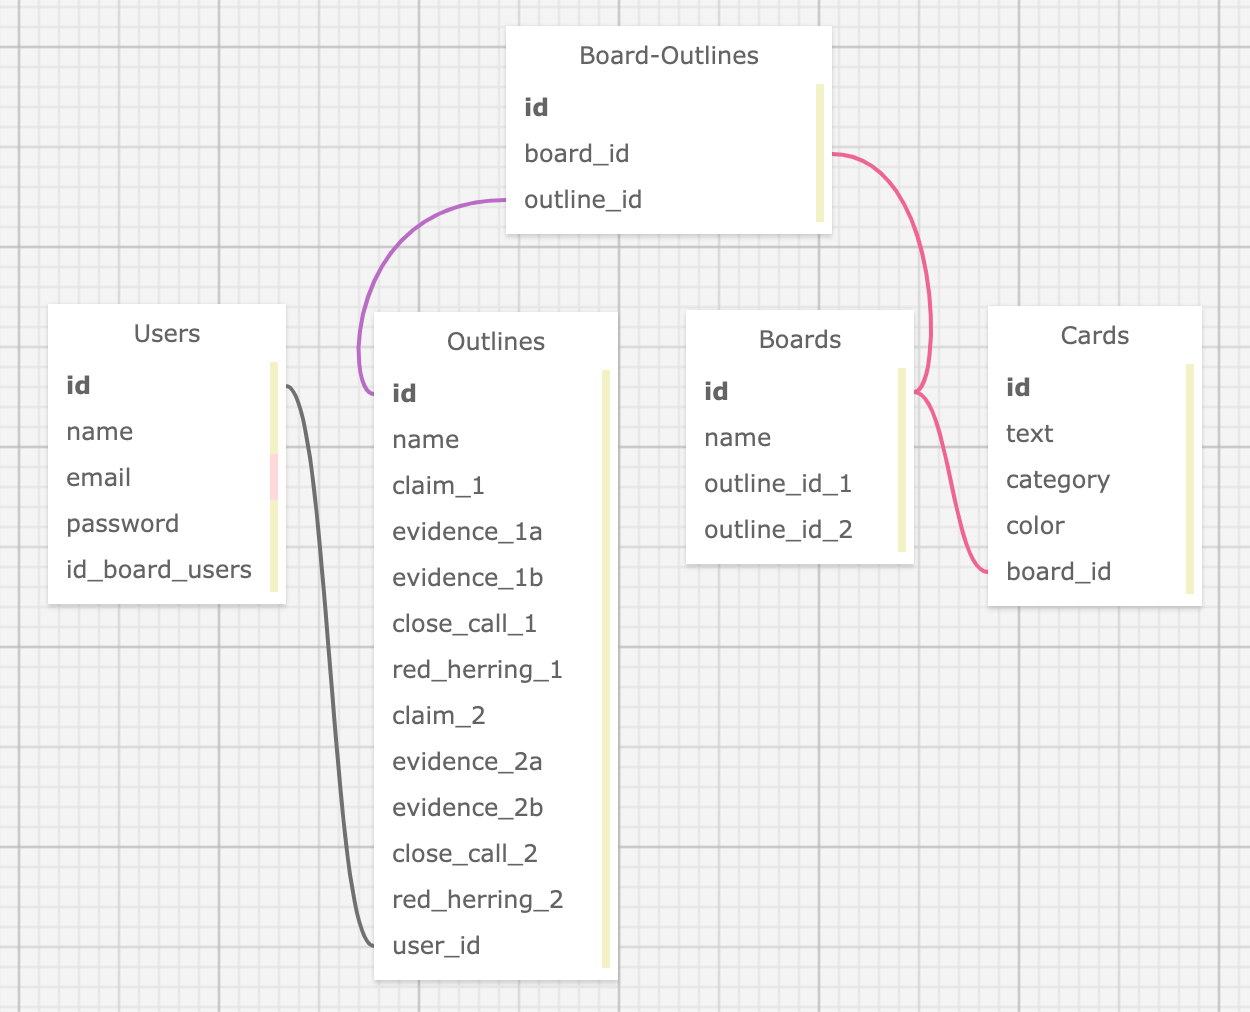 Board-Outlines
id
board_id
outline_id
Users
id
name
email
password
id_board_users
Outlines
id
name
claim_1
evidence_1a
evidence_1b
close_call_1
red_herring_1
claim_2
evidence_2a
evidence_2b
close_call_2
red_herring_2
user_id
Boards
id
name
outline_id_1
outline_id_2
Cards
id
text
category
color
board_id